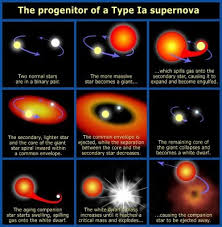 The progenitor of a Type Ia supernova
Two normal stars
are in a binary pair.
The more massive
star becomes a giant...
...which spills gas onto the
secondary star, causing it to
expand and become engulfed.
The secondary, lighter star
and the core of the giant
star spiral inward within
a common envelope.
The common envelope is
ejected, while the separation
between the core and the
secondary star decreases.
The remaining core of
the giant collapses and
becomes a white dwarf.
The aging companion
star starts swelling, spilling
gas onto the white dwarf.
The white dwarf's mass
increases until it reaches a
critical mass and explodes...
...causing the companion
star to be ejected away.